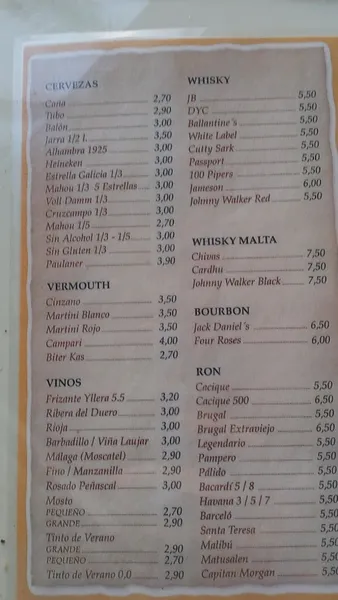 CERVEZAS
Caña 2,70
Tubo 2,90
Balón 3,00
Jarra 1/2 l. 3,50
Alhambra 1925 3,00
Heineken 3,00
Estrella Galicia 1/3 3,00
Mahou 1/3 5 Estrellas 3,00
Voll Damm 1/3 3,00
Cruzcampo 1/3 3,00
Mahou 1/5 2,70
Sin Alcohol 1/3 - 1/5 3,00
Sin Gluten 1/3 3,00
Paulaner 3,90
VERMOUTH
Cinzano 3,50
Martini Blanco 3,50
Martini Rojo 3,50
Campari 4,00
Biter Kas 2,70
VINOS
Frizante Yllera 5.5 3,20
Ribera del Duero 3,00
Rioja 3,00
Barbadillo / Viña Laujar 3,00
Málaga (Moscatel) 2,90
Fino / Manzanilla 2,90
Rosado Peñascal 3,00
Mosto
PEQUEÑO 2,70
GRANDE 2,90
Tinto de Verano
GRANDE 2,90
PEQUEÑO 2,70
Tinto de Verano 0.0 2,90
WHISKY
JB 5,50
DYC 5,50
Ballantine's 5,50
White Label 5,50
Cutty Sark 5,50
Passport 5,50
100 Pipers 5,50
Jameson 6,00
Johnny Walker Red 5,50
WHISKY MALTA
Chivas 7,50
Cardhu 7,50
Johnny Walker Black 7,50
BOURBON
Jack Daniel's 6,50
Four Roses 6,00
RON
Cacique 5,50
Cacique 500 6,50
Brugal 5,50
Brugal Extraviejo 6,50
Legendario 5,50
Pampero 5,50
Pálido 5,50
Bacardí 5 / 8 5,50
Havana 3 / 5 / 7 5,50
Barceló 5,50
Santa Teresa 5,50
Malibú 5,50
Matusalen 5,50
Capitan Morgan 5,50